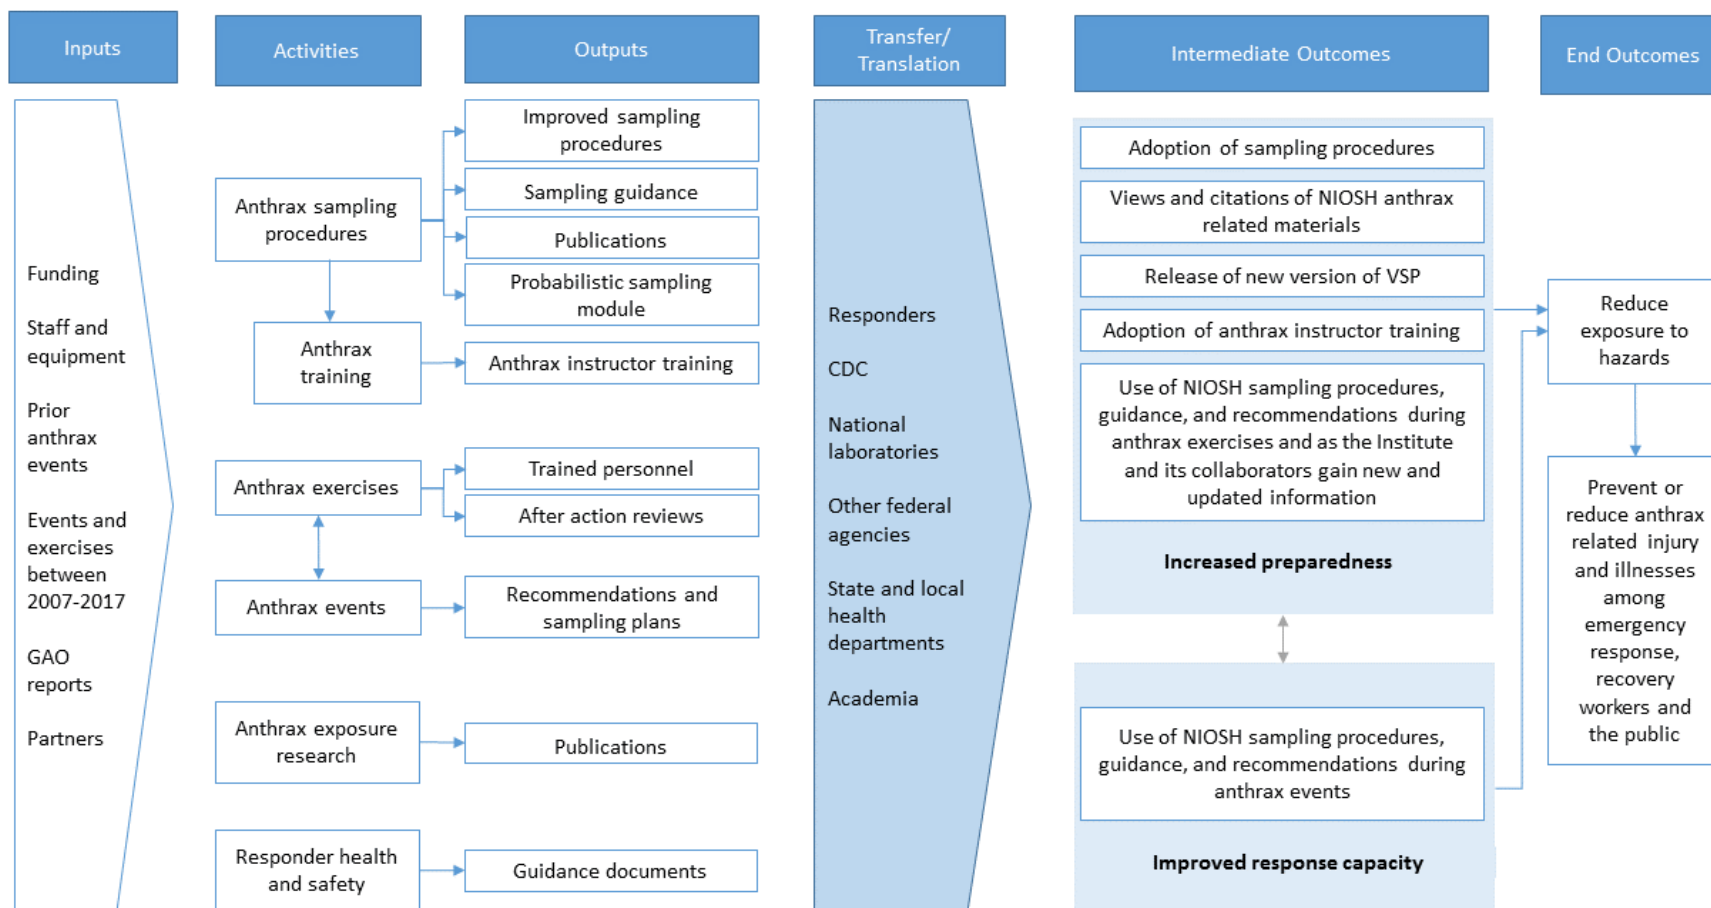 Inputs
Activities
Outputs
Transfer/
Translation
Intermediate Outcomes
End Outcomes
Funding
Staff and
equipment
Prior
anthrax
events
Events and
exercises
between
2007-2017
GAO
reports
Partners
Anthrax sampling
procedures
Anthrax
training
Anthrax exercises
Anthrax events
Anthrax exposure
research
Responder health
and safety
Improved sampling
procedures
Sampling guidance
Publications
Probabilistic sampling
module
Anthrax instructor training
Trained personnel
After action reviews
Recommendations and
sampling plans
Publications
Guidance documents
Responders
CDC
National
laboratories
Other federal
agencies
State and local
health
departments
Academia
Adoption of sampling procedures
Views and citations of NIOSH anthrax
related materials
Release of new version of VSP
Adoption of anthrax instructor training
Use of NIOSH sampling procedures,
guidance, and recommendations during
anthrax exercises and as the Institute
and its collaborators gain new and
updated information
Increased preparedness
Use of NIOSH sampling procedures,
guidance, and recommendations during
anthrax events
Improved response capacity
Reduce
exposure to
hazards
Prevent or
reduce anthrax
related injury
and illnesses
among
emergency
response,
recovery
workers and
the public